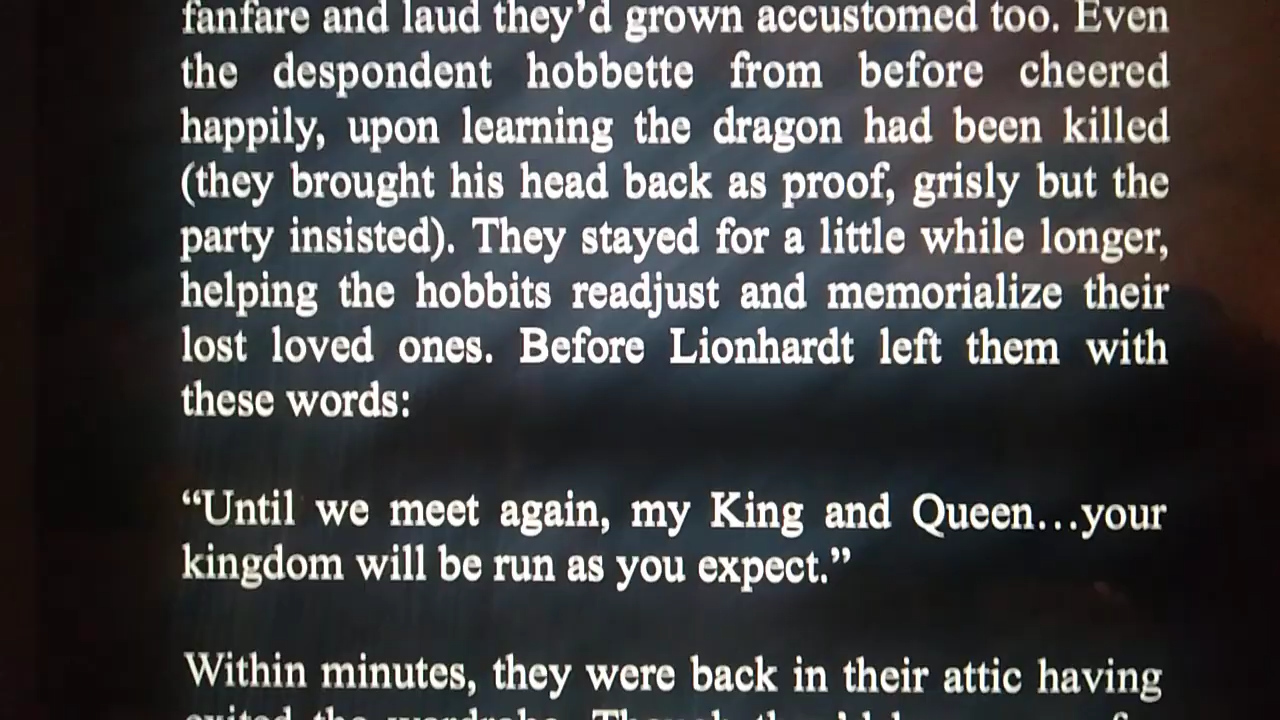 fanfare and laud they’d grown accustomed too. Even
the despondent hobbette from before cheered
happily, upon learning the dragon had been killed
(they brought his head back as proof, grisly but the
party insisted). They stayed for a little while longer,
helping the hobbits readjust and memorialize their
lost loved ones. Before Lionhardt left them with
these words:
“Until we meet again, my King and Queen…your
kingdom will be run as you expect.”
Within minutes, they were back in their attic having
exited the wardrobe. Though